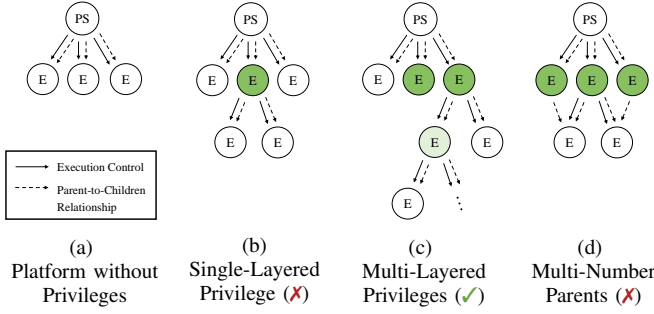 PS
E E E
Execution Control
Parent-to-Children
Relationship
(a)
Platform without
Privileges
PS
E E E
E E
(b)
Single-Layered
Privilege (✗)
PS
E E E
E E
E ⋮
(c)
Multi-Layered
Privileges (✓)
PS
E E E
E E
(d)
Multi-Number
Parents (✗)